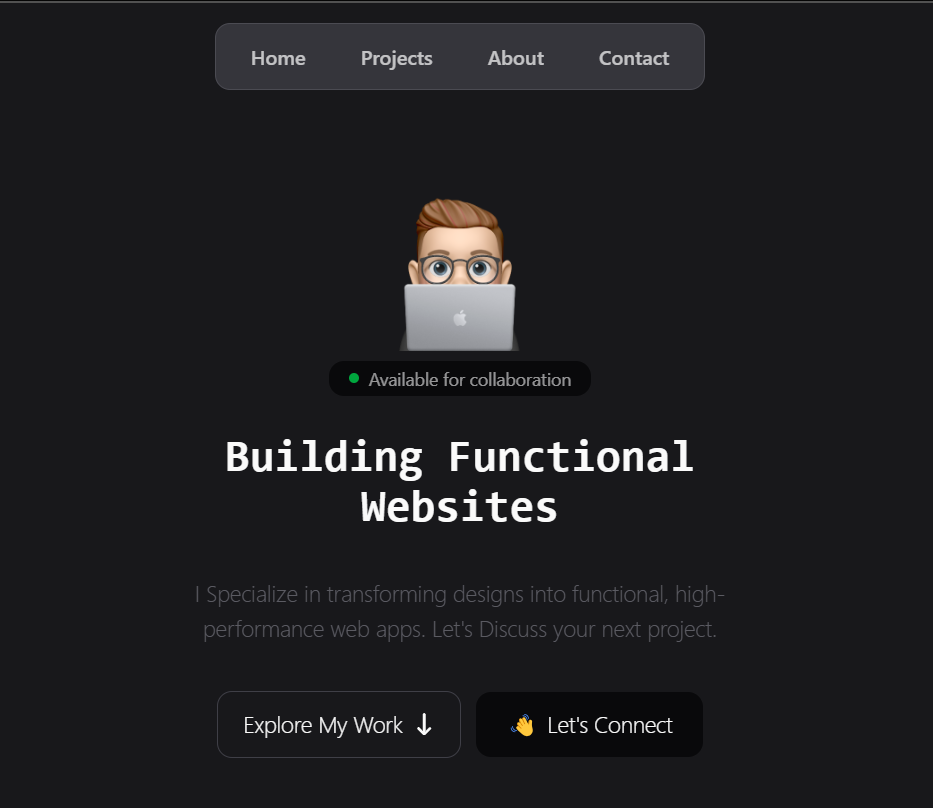 Home Projects About Contact
Available for collaboration
Building Functional
Websites
I Specialize in transforming designs into functional, high-
performance web apps. Let's Discuss your next project.
Explore My Work ↓ 👋 Let's Connect